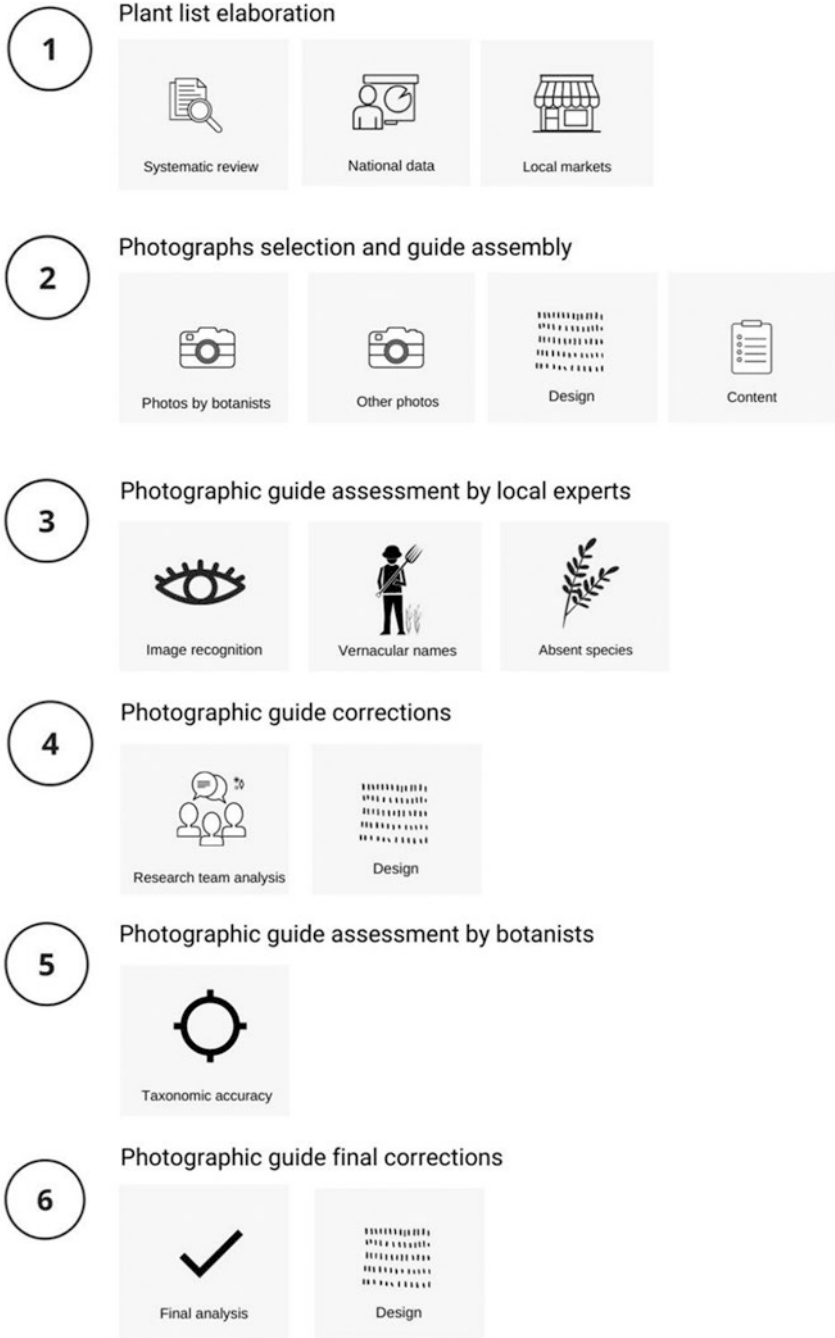 Plant list elaboration
1
Systematic review
National data
Local markets
Photographs selection and guide assembly
2
Photos by botanists
Other photos
Design
Content
Photographic guide assessment by local experts
3
Image recognition
Vernacular names
Absent species
Photographic guide corrections
4
Research team analysis
Design
Photographic guide assessment by botanists
5
Taxonomic accuracy
Photographic guide final corrections
6
Final analysis
Design